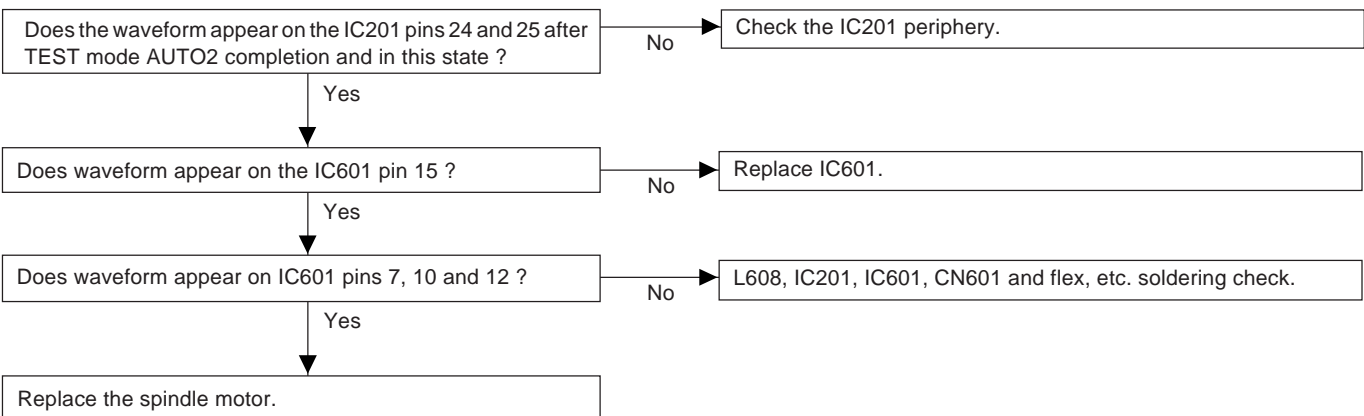 Does the waveform appear on the IC201 pins 24 and 25 after
TEST mode AUTO2 completion and in this state ?
No
Check the IC201 periphery.
Yes
Does waveform appear on the IC601 pin 15 ?
No
Replace IC601.
Yes
Does waveform appear on IC601 pins 7, 10 and 12 ?
No
L608, IC201, IC601, CN601 and flex, etc. soldering check.
Yes
Replace the spindle motor.